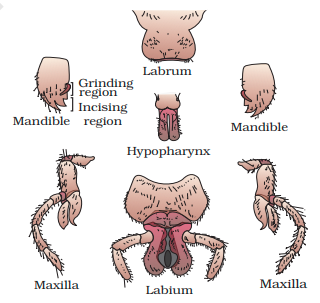 Labrum
Grinding
region
Incising
region
Mandible
Mandible
Hypopharynx
Maxilla
Labium
Maxilla